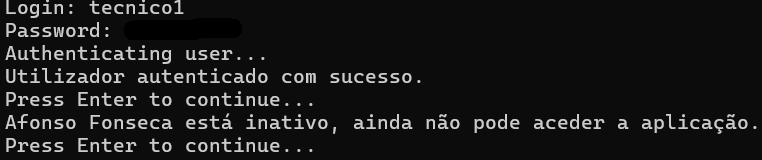 Login: tecnico1
Password:
Authenticating user...
Utilizador autenticado com sucesso.
Press Enter to continue...
Afonso Fonseca está inativo, ainda não pode aceder a aplicação.
Press Enter to continue...